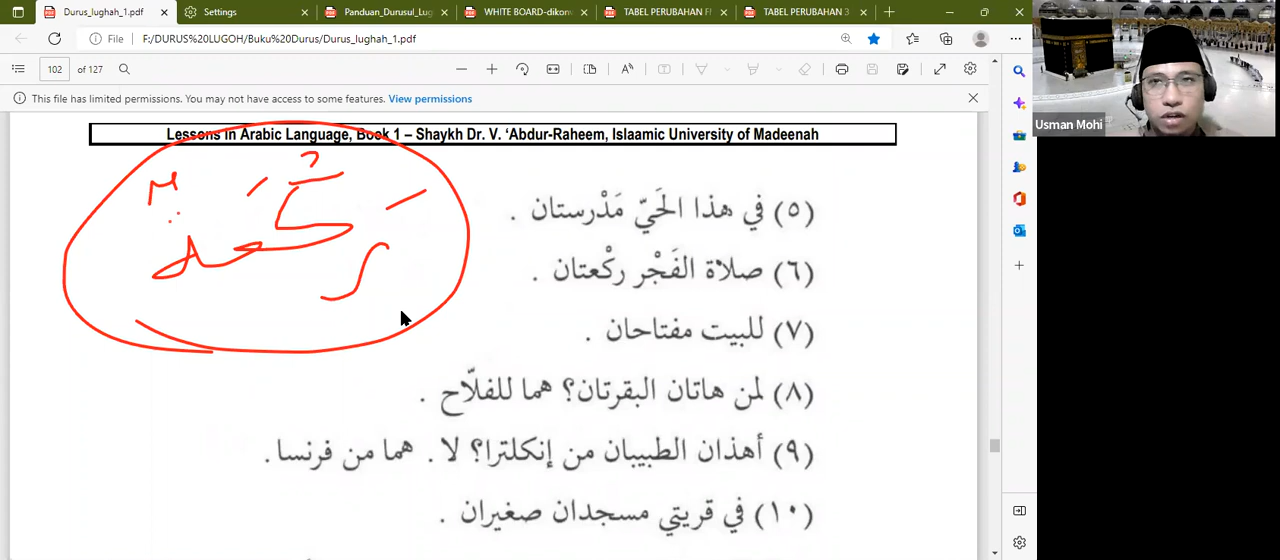 Durus_lughah_1.pdf
Settings
Panduan_Durusul_Lug
WHITE BOARD-dikonv
TABEL PERUBAHAN F
TABEL PERUBAHAN 3
File
F:/DURUS%20LUGOH/Buku%20Durus/Durus_lughah_1.pdf
102 of 127
This file has limited permissions. You may not have access to some features. View permissions
Lessons in Arabic Language, Book 1 – Shaykh Dr. V. ‘Abdur-Raheem, Islaamic University of Madeenah
(٥) في هذا الحَيّ مَدْرستان .
(٦) صلاة الفَجْر ركْعتان .
(٧) للبيت مفتاحان .
(٨) لمن هاتان البقرتان؟ هما للفلّاح .
(٩) أهذان الطبيبان من إنكلترا؟ لا . هما من فرنسا .
(١٠) في قريتي مسجدان صغيران .
رَكْعَة
Usman Mohi